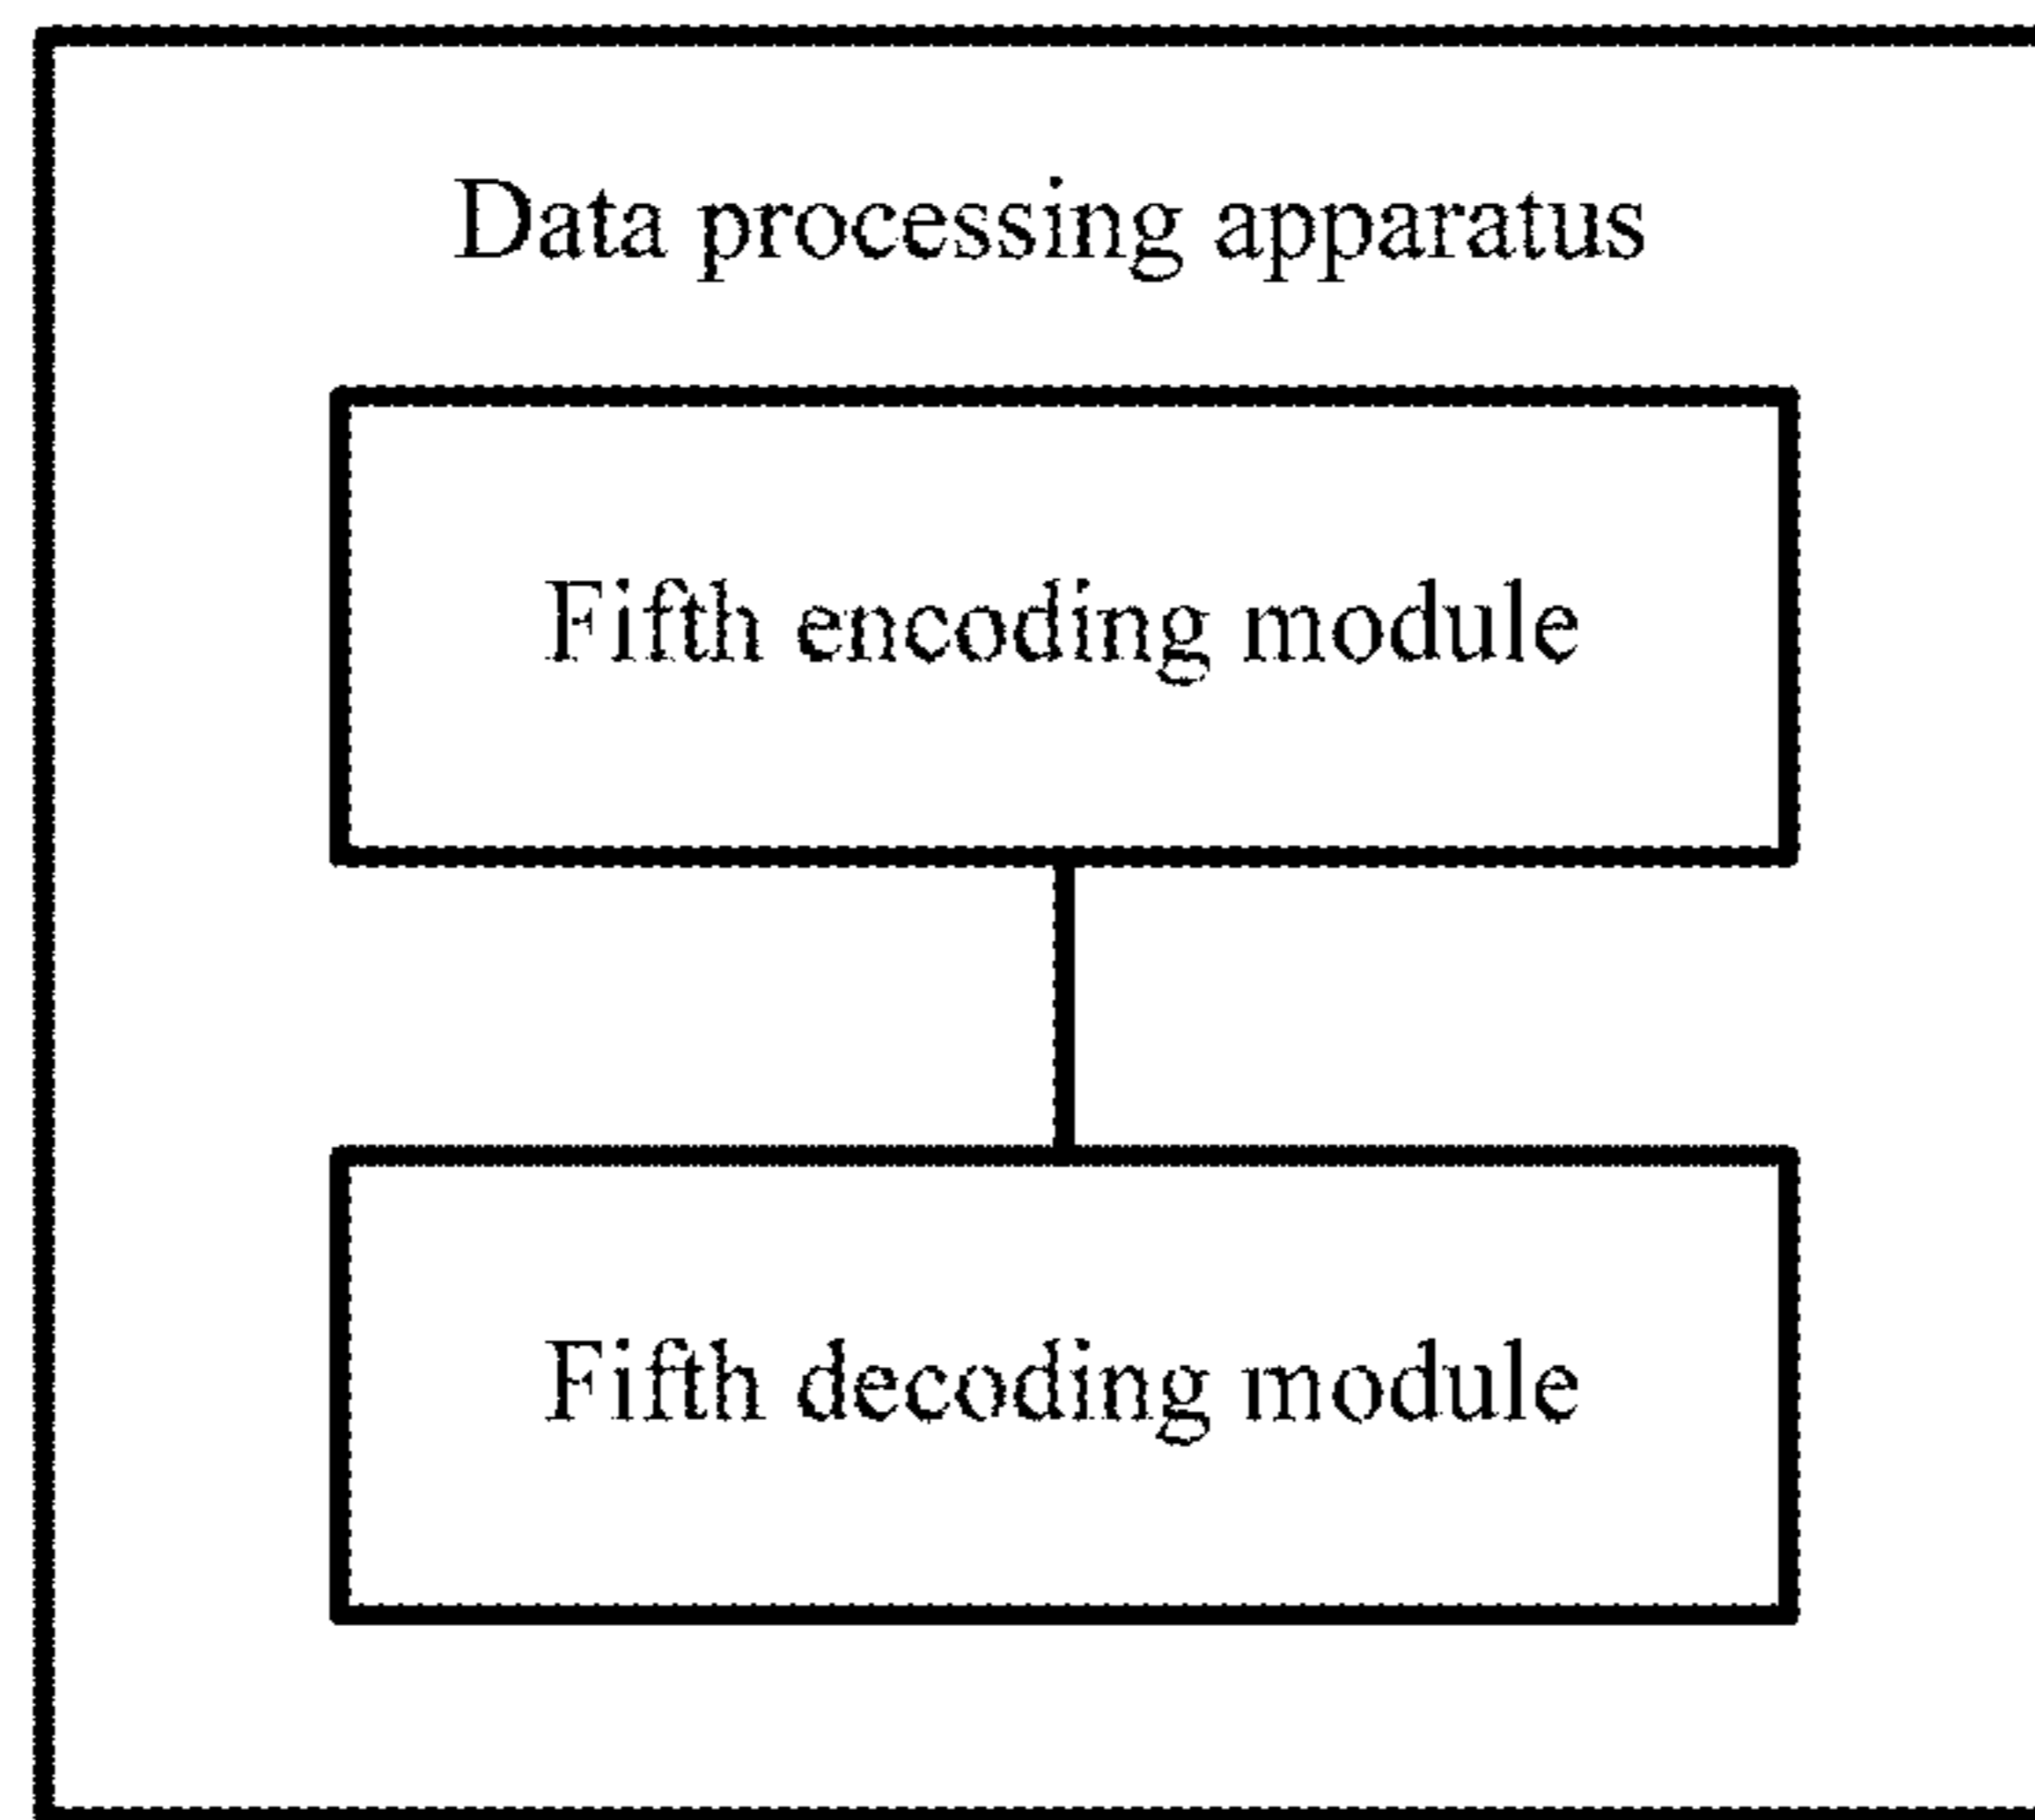 Data processing apparatus
Fifth encoding module
Fifth decoding module